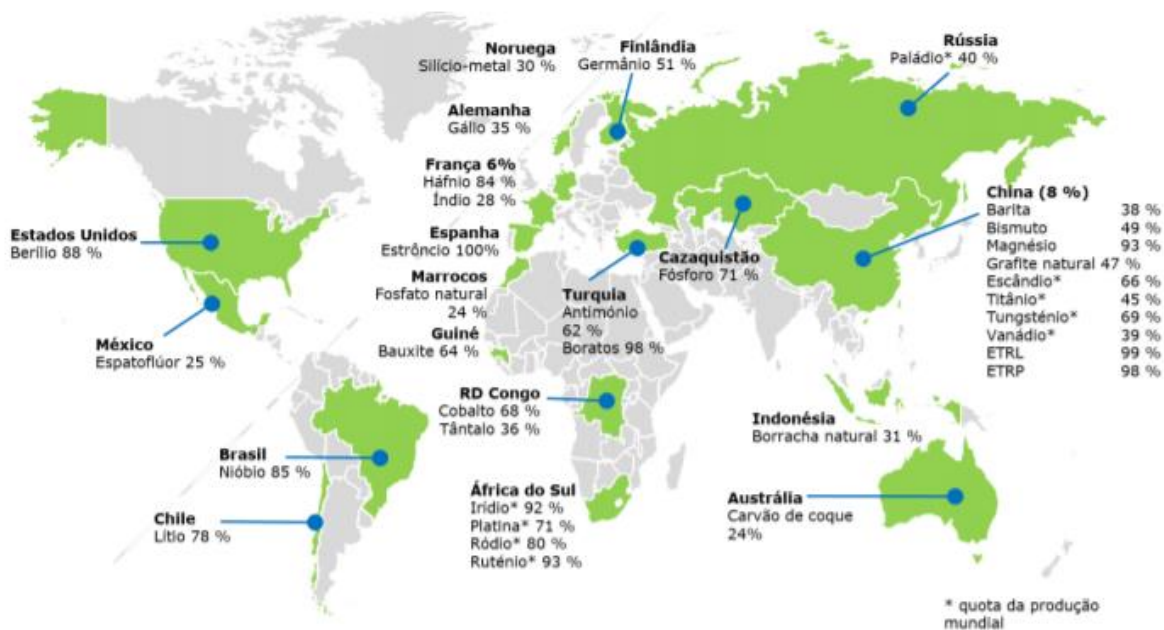 Noruega
Silício-metal 30 %
Finlândia
Germânio 51 %
Rússia
Paládio* 40 %
Alemanha
Gállo 35 %
França 6%
Háfnio 84 %
Índio 28 %
Espanha
Estrôncio 100%
Marrocos
Fosfato natural
24 %
Guiné
Bauxite 64 %
Estados Unidos
Berílio 88 %
México
Espatoflúor 25 %
Turquia
Antimónio
62 %
Boratos 98 %
Cazaquistão
Fósforo 71 %
China (8 %)
Barita 38 %
Bismuto 49 %
Magnésio 93 %
Grafite natural 47 %
Escândio* 66 %
Titânio* 45 %
Tungsténio* 69 %
Vanádio* 39 %
ETRL 99 %
ETRP 98 %
RD Congo
Cobalto 68 %
Tântalo 36 %
Indonésia
Borracha natural 31 %
Brasil
Nióbio 85 %
Chile
Lítio 78 %
África do Sul
Irídio* 92 %
Platina* 71 %
Ródio* 80 %
Ruténio* 93 %
Austrália
Carvão de coque
24%
* quota da produção
mundial